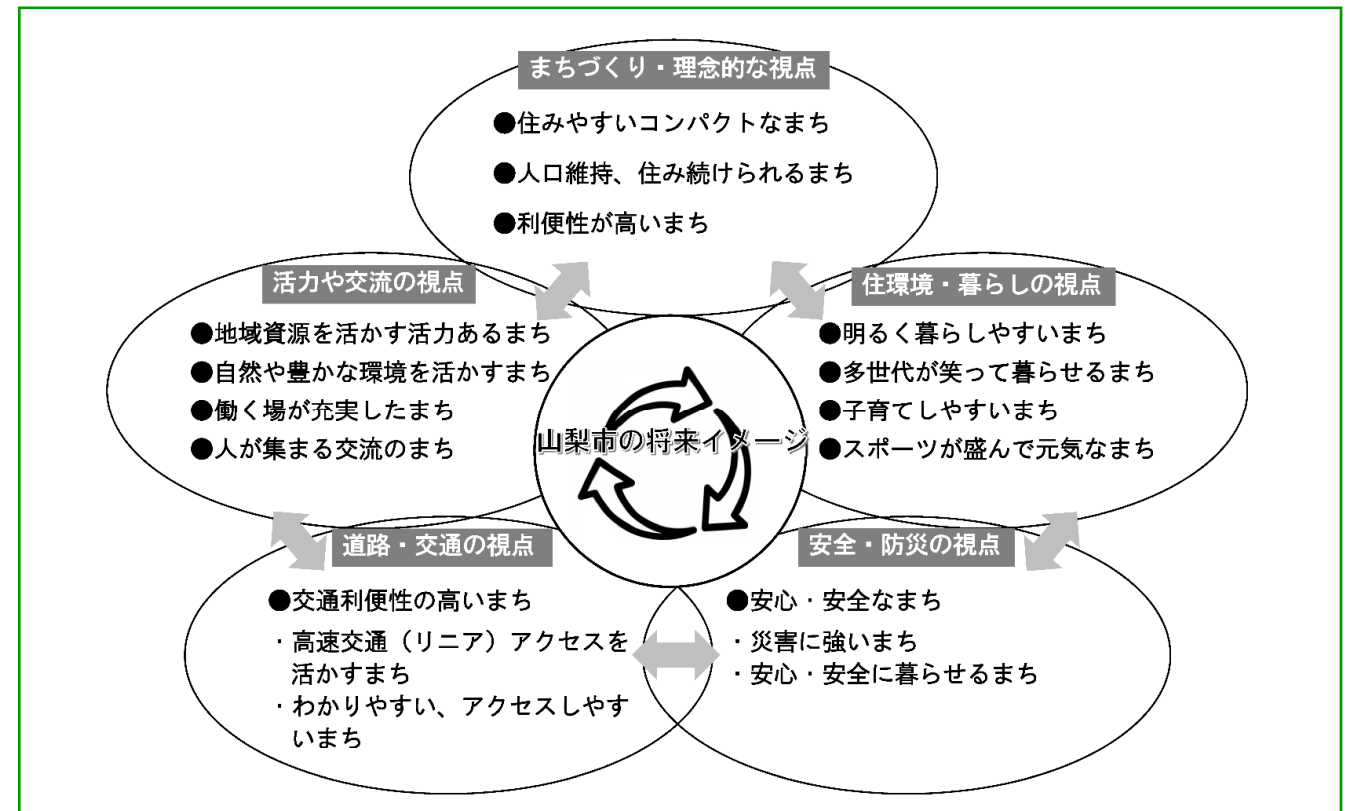 まちづくり・理念的な視点
●住みやすいコンパクトなまち
●人口維持、住み続けられるまち
●利便性が高いまち
活力や交流の視点
●地域資源を活かす活力あるまち
●自然や豊かな環境を活かすまち
●働く場が充実したまち
●人が集まる交流のまち
住環境・暮らしの視点
●明るく暮らしやすいまち
●多世代が笑って暮らせるまち
●子育てしやすいまち
●スポーツが盛んで元気なまち
山梨市の将来イメージ
道路・交通の視点
●交通利便性の高いまち
・高速交通（リニア）アクセスを
活かすまち
・わかりやすい、アクセスしやす
いまち
安全・防災の視点
●安心・安全なまち
・災害に強いまち
・安心・安全に暮らせるまち